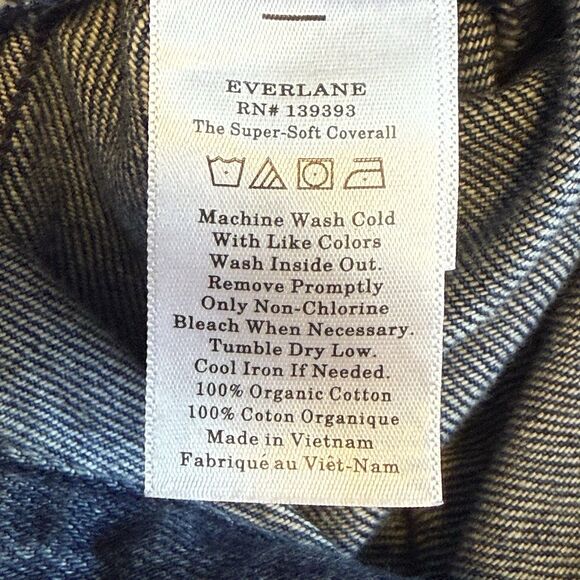 EVERLANE
RN# 139393
The Super-Soft Coverall
Machine Wash Cold
With Like Colors
Wash Inside Out.
Remove Promptly
Only Non-Chlorine
Bleach When Necessary.
Tumble Dry Low.
Cool Iron If Needed.
100% Organic Cotton
100% Coton Organique
Made in Vietnam
Fabriqué au Viêt-Nam